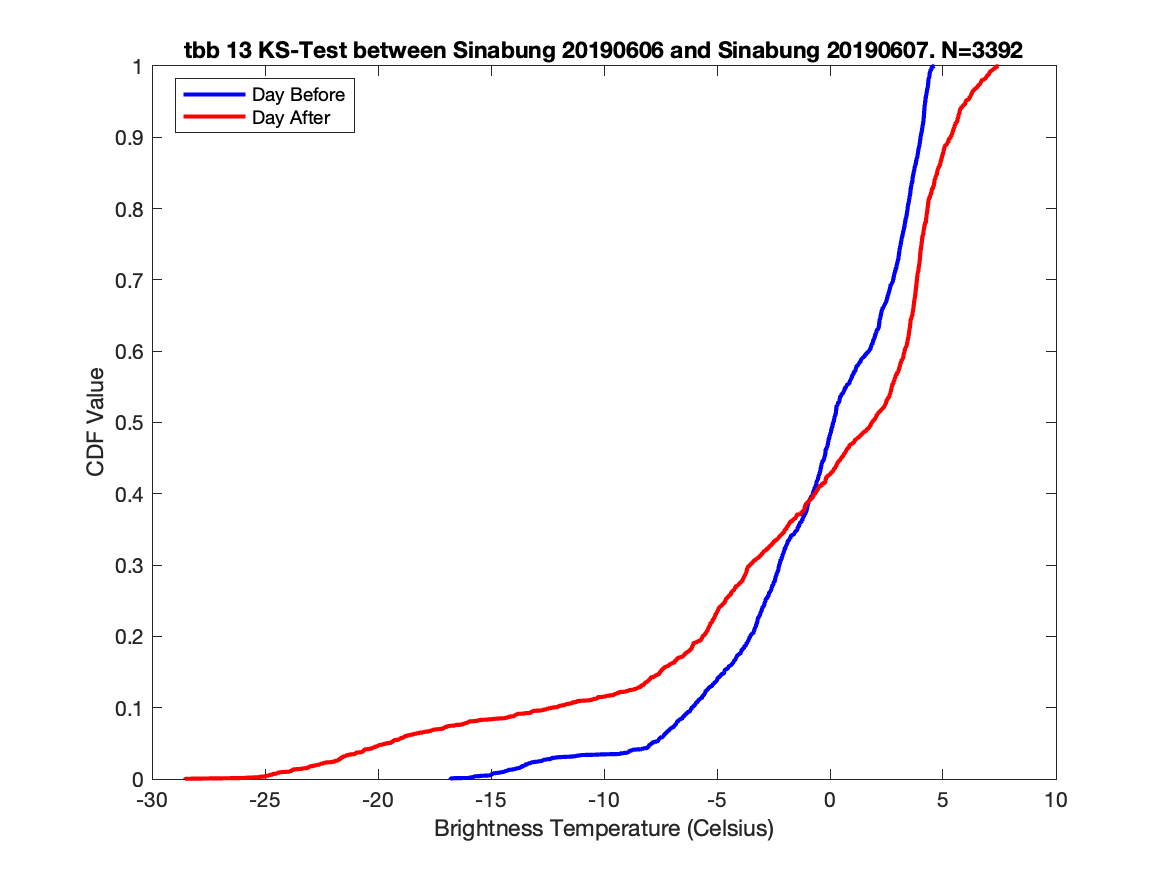 tbb 13 KS-Test between Sinabung 20190606 and Sinabung 20190607. N=3392
Day Before
Day After
1
0.9
0.8
0.7
0.6
0.5
0.4
0.3
0.2
0.1
0
CDF Value
-30 -25 -20 -15 -10 -5 0 5 10
Brightness Temperature (Celsius)